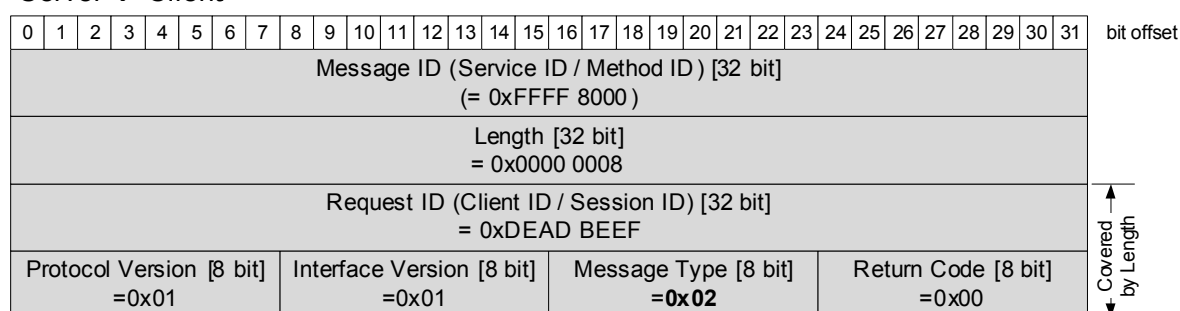 0 1 2 3 4 5 6 7 8 9 10 11 12 13 14 15 16 17 18 19 20 21 22 23 24 25 26 27 28 29 30 31 bit offset
Message ID (Service ID / Method ID) [32 bit]
(= 0xFFFF 8000 )
Length [32 bit]
= 0x0000 0008
Request ID (Client ID / Session ID) [32 bit]
= 0xDEAD BEEF
Covered
by Length
Protocol Version [8 bit] Interface Version [8 bit] Message Type [8 bit] Return Code [8 bit]
=0x01 =0x01 =0x02 =0x00